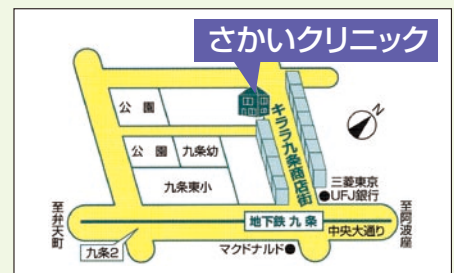 さかいクリニック
公園
N
キララ九条商店街
公園
九条幼
九条東小
三菱東京
●UFJ銀行
至弁天町
地下鉄 九条
中央大通り
至阿波座
九条2
マクドナルド●